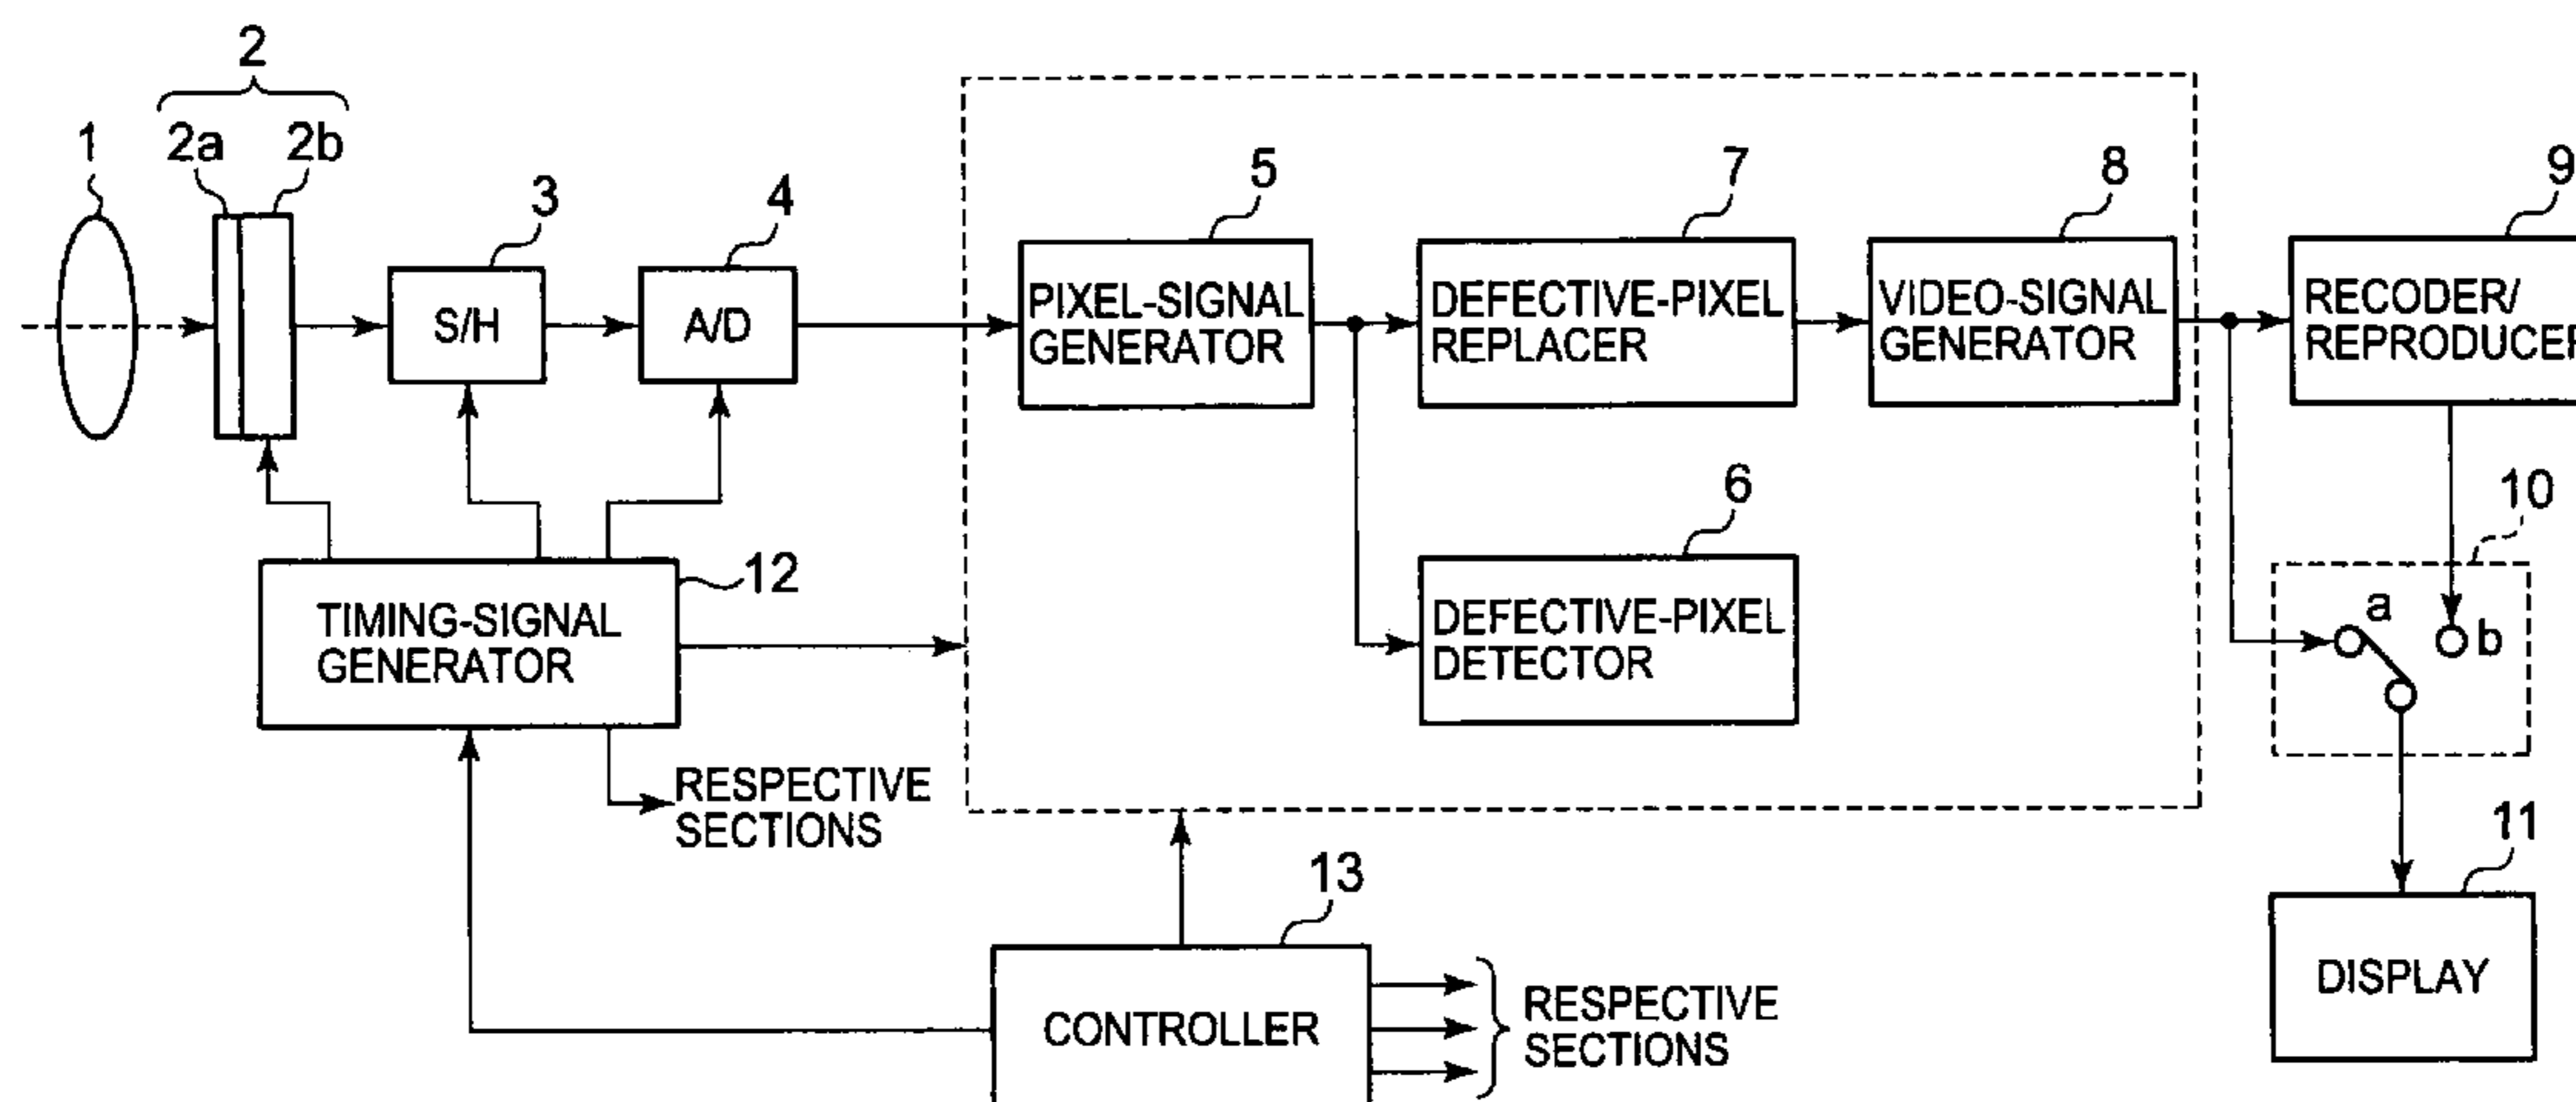 2
1
2a 2b
3
4
5
7
8
9
S/H
A/D
PIXEL-SIGNAL
GENERATOR
DEFECTIVE-PIXEL
REPLACER
VIDEO-SIGNAL
GENERATOR
RECODER/
REPRODUCER
6
10
12
TIMING-SIGNAL
GENERATOR
DEFECTIVE-PIXEL
DETECTOR
a
b
RESPECTIVE
SECTIONS
11
13
CONTROLLER
RESPECTIVE
SECTIONS
DISPLAY